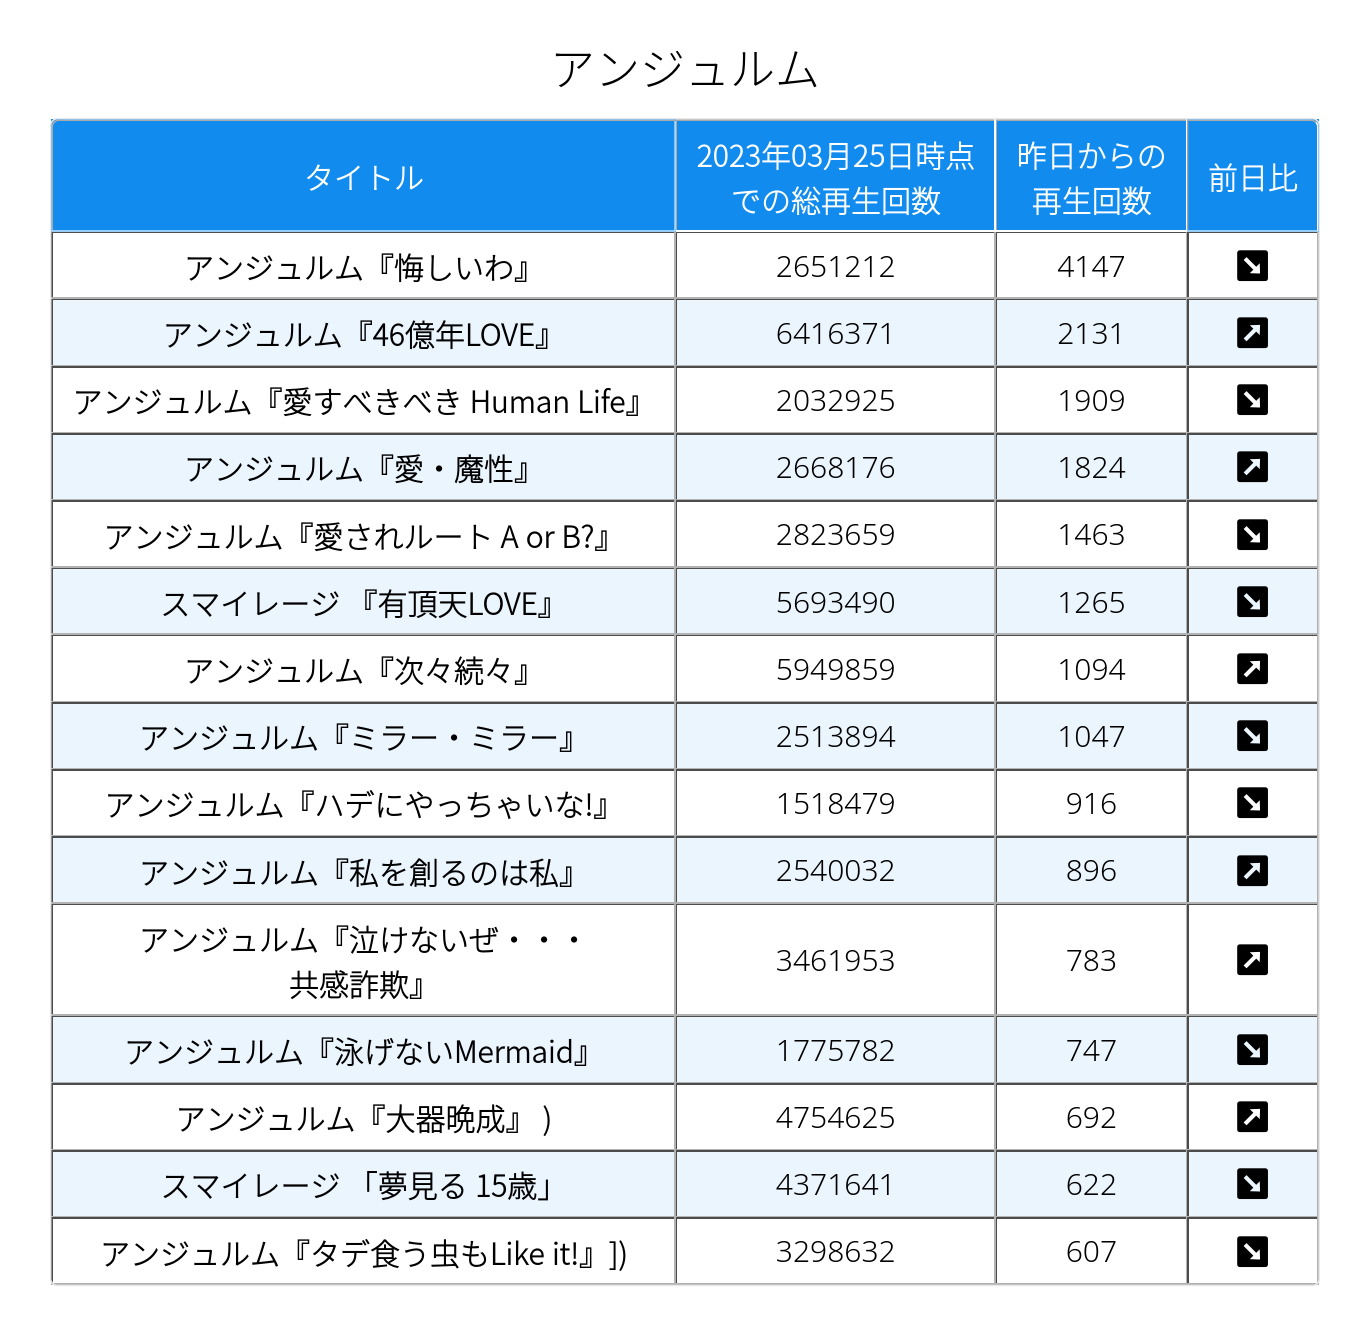 アンジュルム
タイトル
2023年03月25日時点
での総再生回数
昨日からの
再生回数
前日比
アンジュルム『悔しいわ』 2651212 4147
アンジュルム『46億年LOVE』 6416371 2131
アンジュルム『愛すべきべき Human Life』 2032925 1909
アンジュルム『愛・魔性』 2668176 1824
アンジュルム『愛されルート A or B?』 2823659 1463
スマイレージ 『有頂天LOVE』 5693490 1265
アンジュルム『次々続々』 5949859 1094
アンジュルム『ミラー・ミラー』 2513894 1047
アンジュルム『ハデにやっちゃいな!』 1518479 916
アンジュルム『私を創るのは私』 2540032 896
アンジュルム『泣けないぜ・・・
共感詐欺』 3461953 783
アンジュルム『泳げないMermaid』 1775782 747
アンジュルム『大器晩成』 ) 4754625 692
スマイレージ 「夢見る 15歳」 4371641 622
アンジュルム『タデ食う虫もLike it!』]) 3298632 607